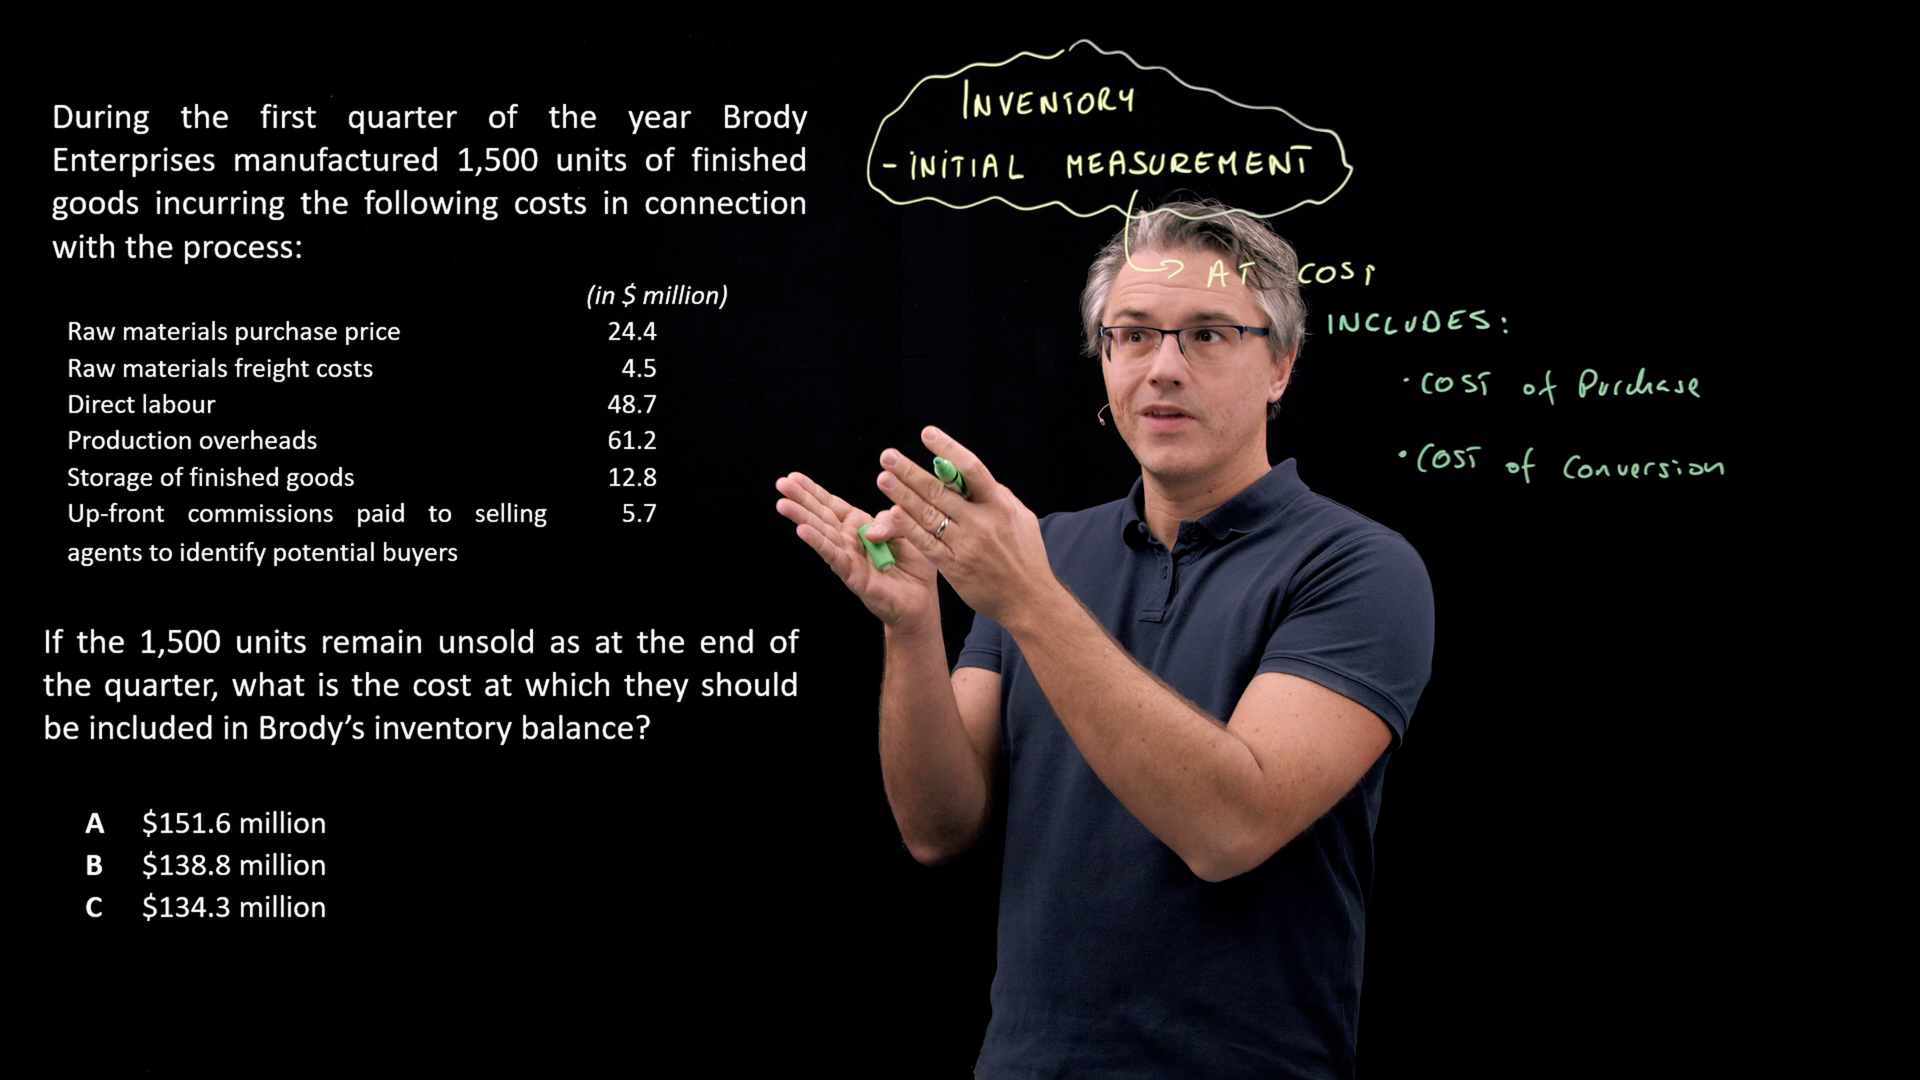 During the first quarter of the year Brody
Enterprises manufactured 1,500 units of finished
goods incurring the following costs in connection
with the process:
(in $ million)
Raw materials purchase price 24.4
Raw materials freight costs 4.5
Direct labour 48.7
Production overheads 61.2
Storage of finished goods 12.8
Up-front commissions paid to selling 5.7
agents to identify potential buyers
If the 1,500 units remain unsold as at the end of
the quarter, what is the cost at which they should
be included in Brody’s inventory balance?
A $151.6 million
B $138.8 million
C $134.3 million
INVENTORY
- INITIAL MEASUREMENT
AT COST
INCLUDES:
· COST of Purchase
· COST of Conversion